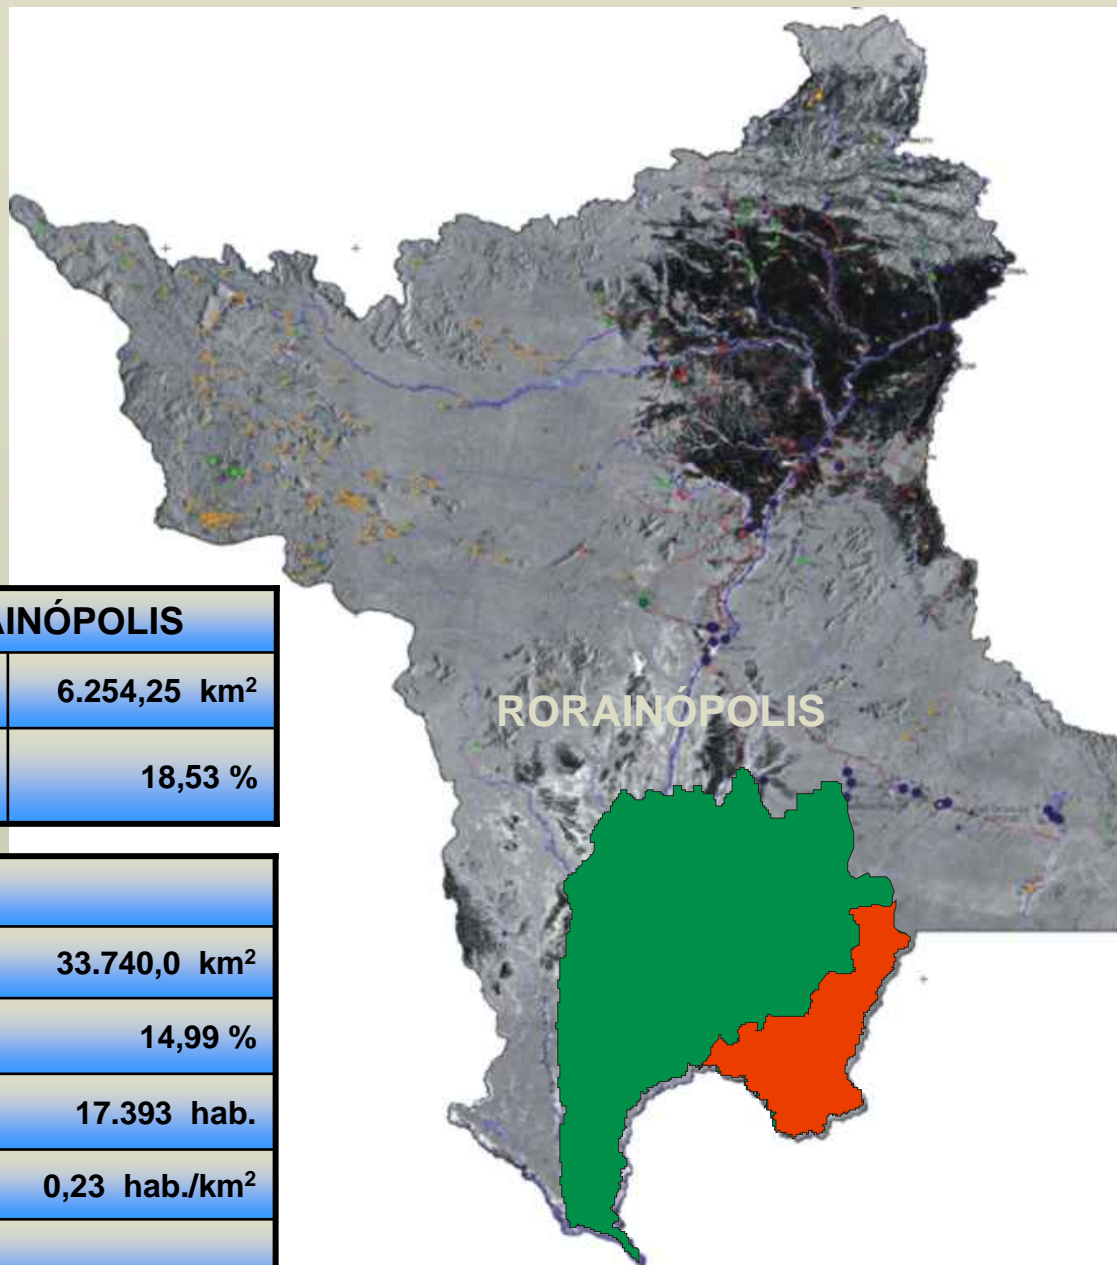 AINÓPOLIS
6.254,25 km²
18,53 %
RORAINÓPOLIS
33.740,0 km²
14,99 %
17.393 hab.
0,23 hab./km²